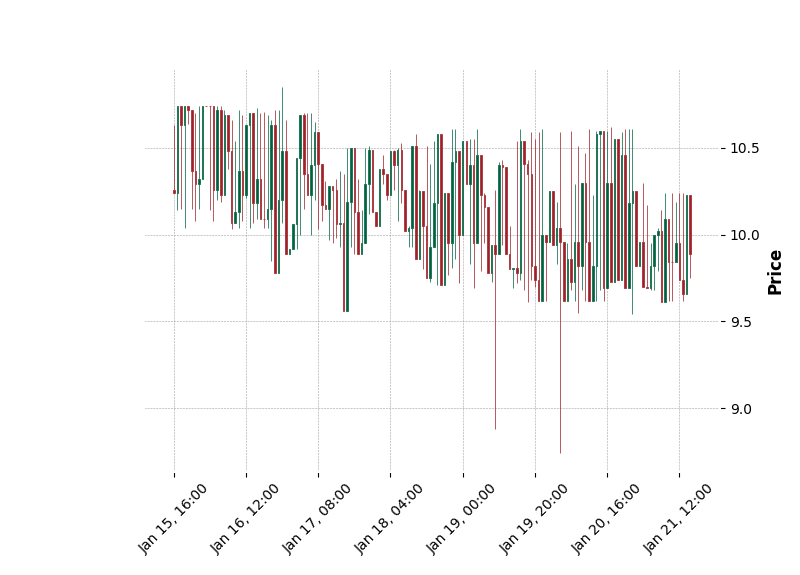 10.5
10.0
9.5
9.0
Price
Jan 15, 16:00
Jan 16, 12:00
Jan 17, 08:00
Jan 18, 04:00
Jan 19, 00:00
Jan 19, 20:00
Jan 20, 16:00
Jan 21, 12:00